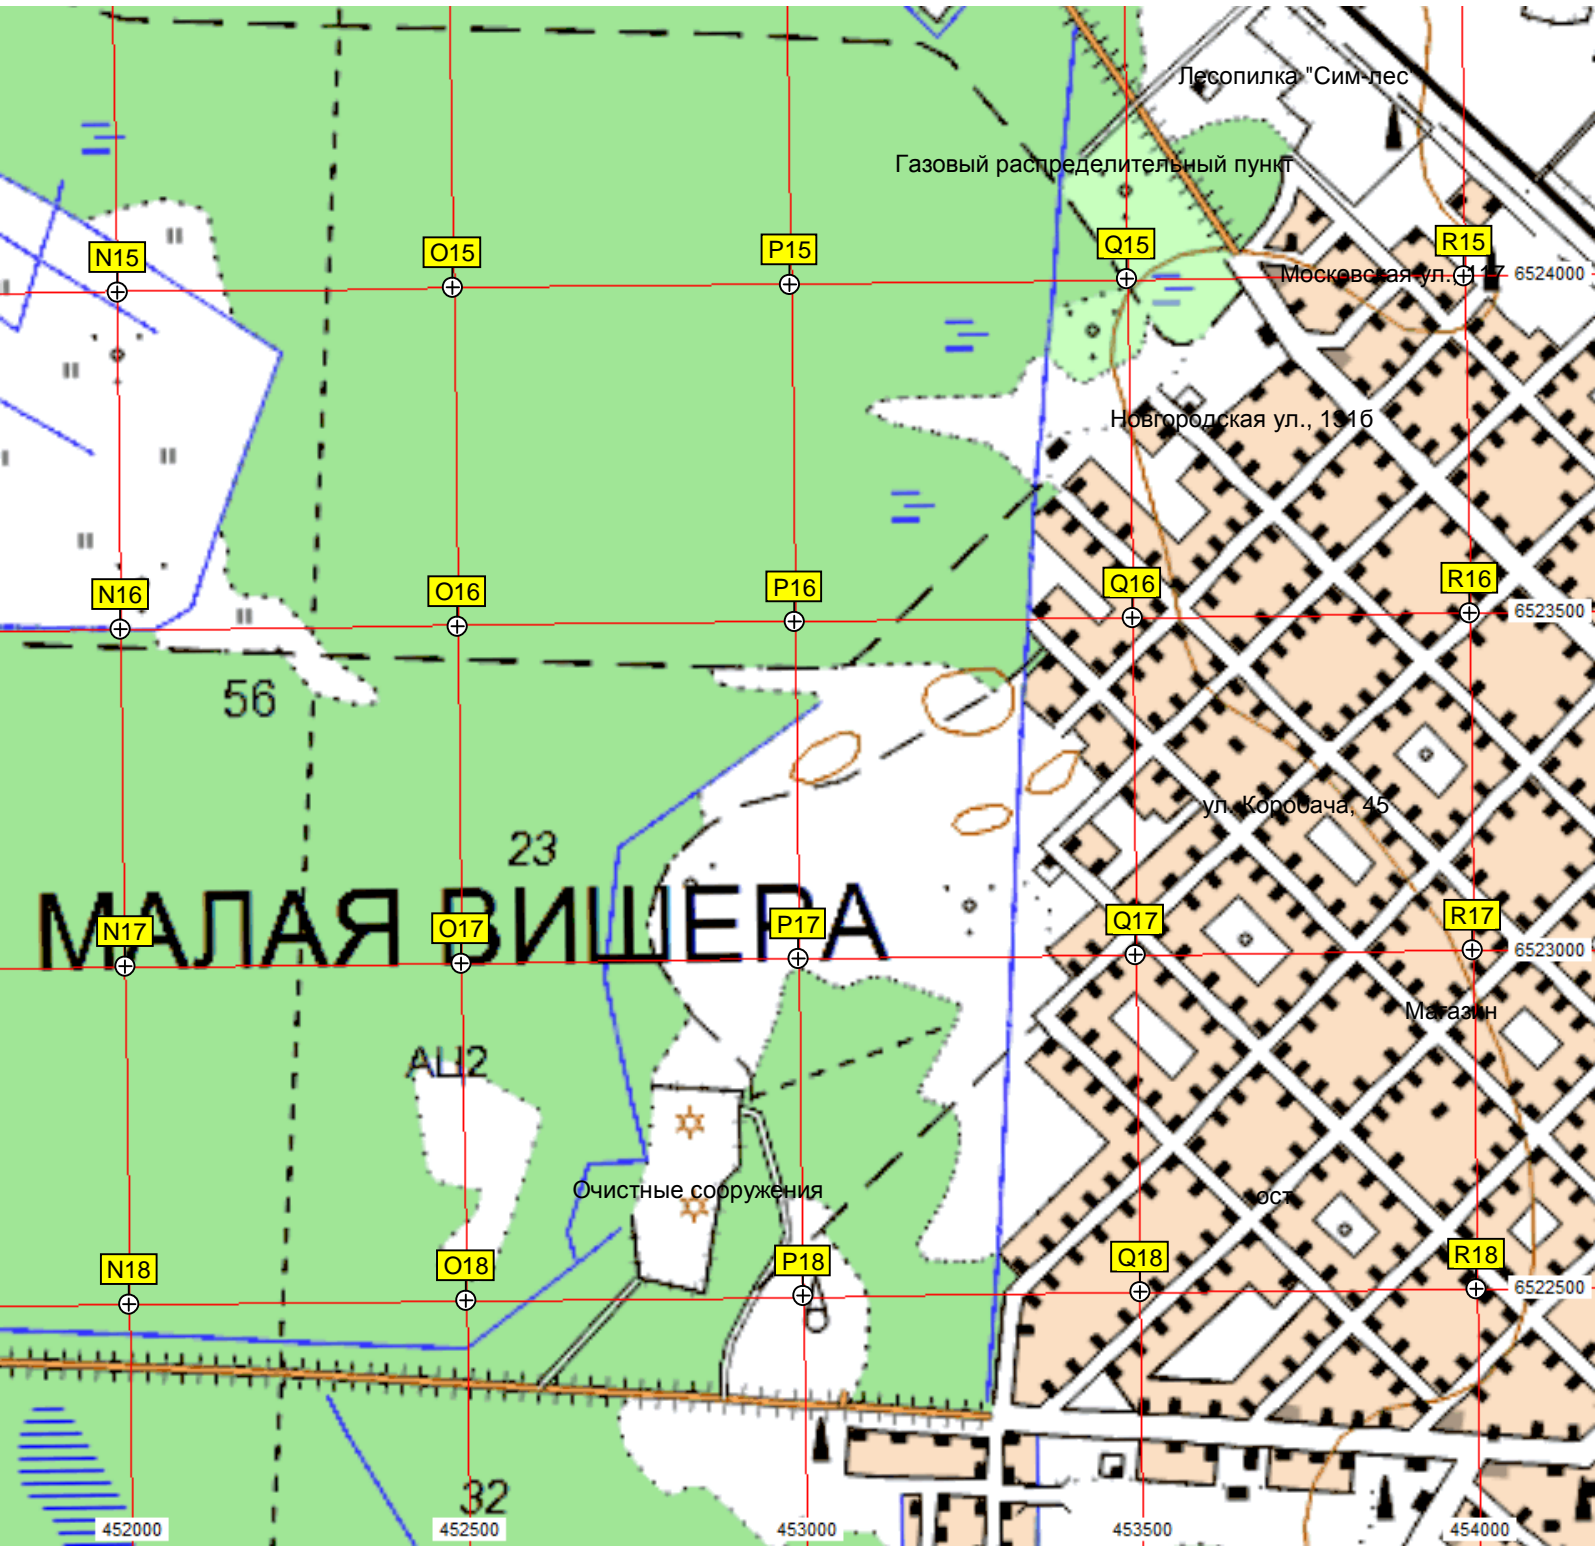 Лесопилка "Сим-лес"
Газовый распределительный пункт
N15
O15
P15
Q15
R15
Московская ул., 117
6524000
Новгородская ул., 131б
N16
O16
P16
Q16
R16
6523500
56
ул. Коробача, 45
23
МАЛАЯ ВИШЕРА
N17
O17
P17
Q17
R17
6523000
Магазин
АЦ2
Очистные сооружения
ост
N18
O18
P18
Q18
R18
6522500
32
452000
452500
453000
453500
454000